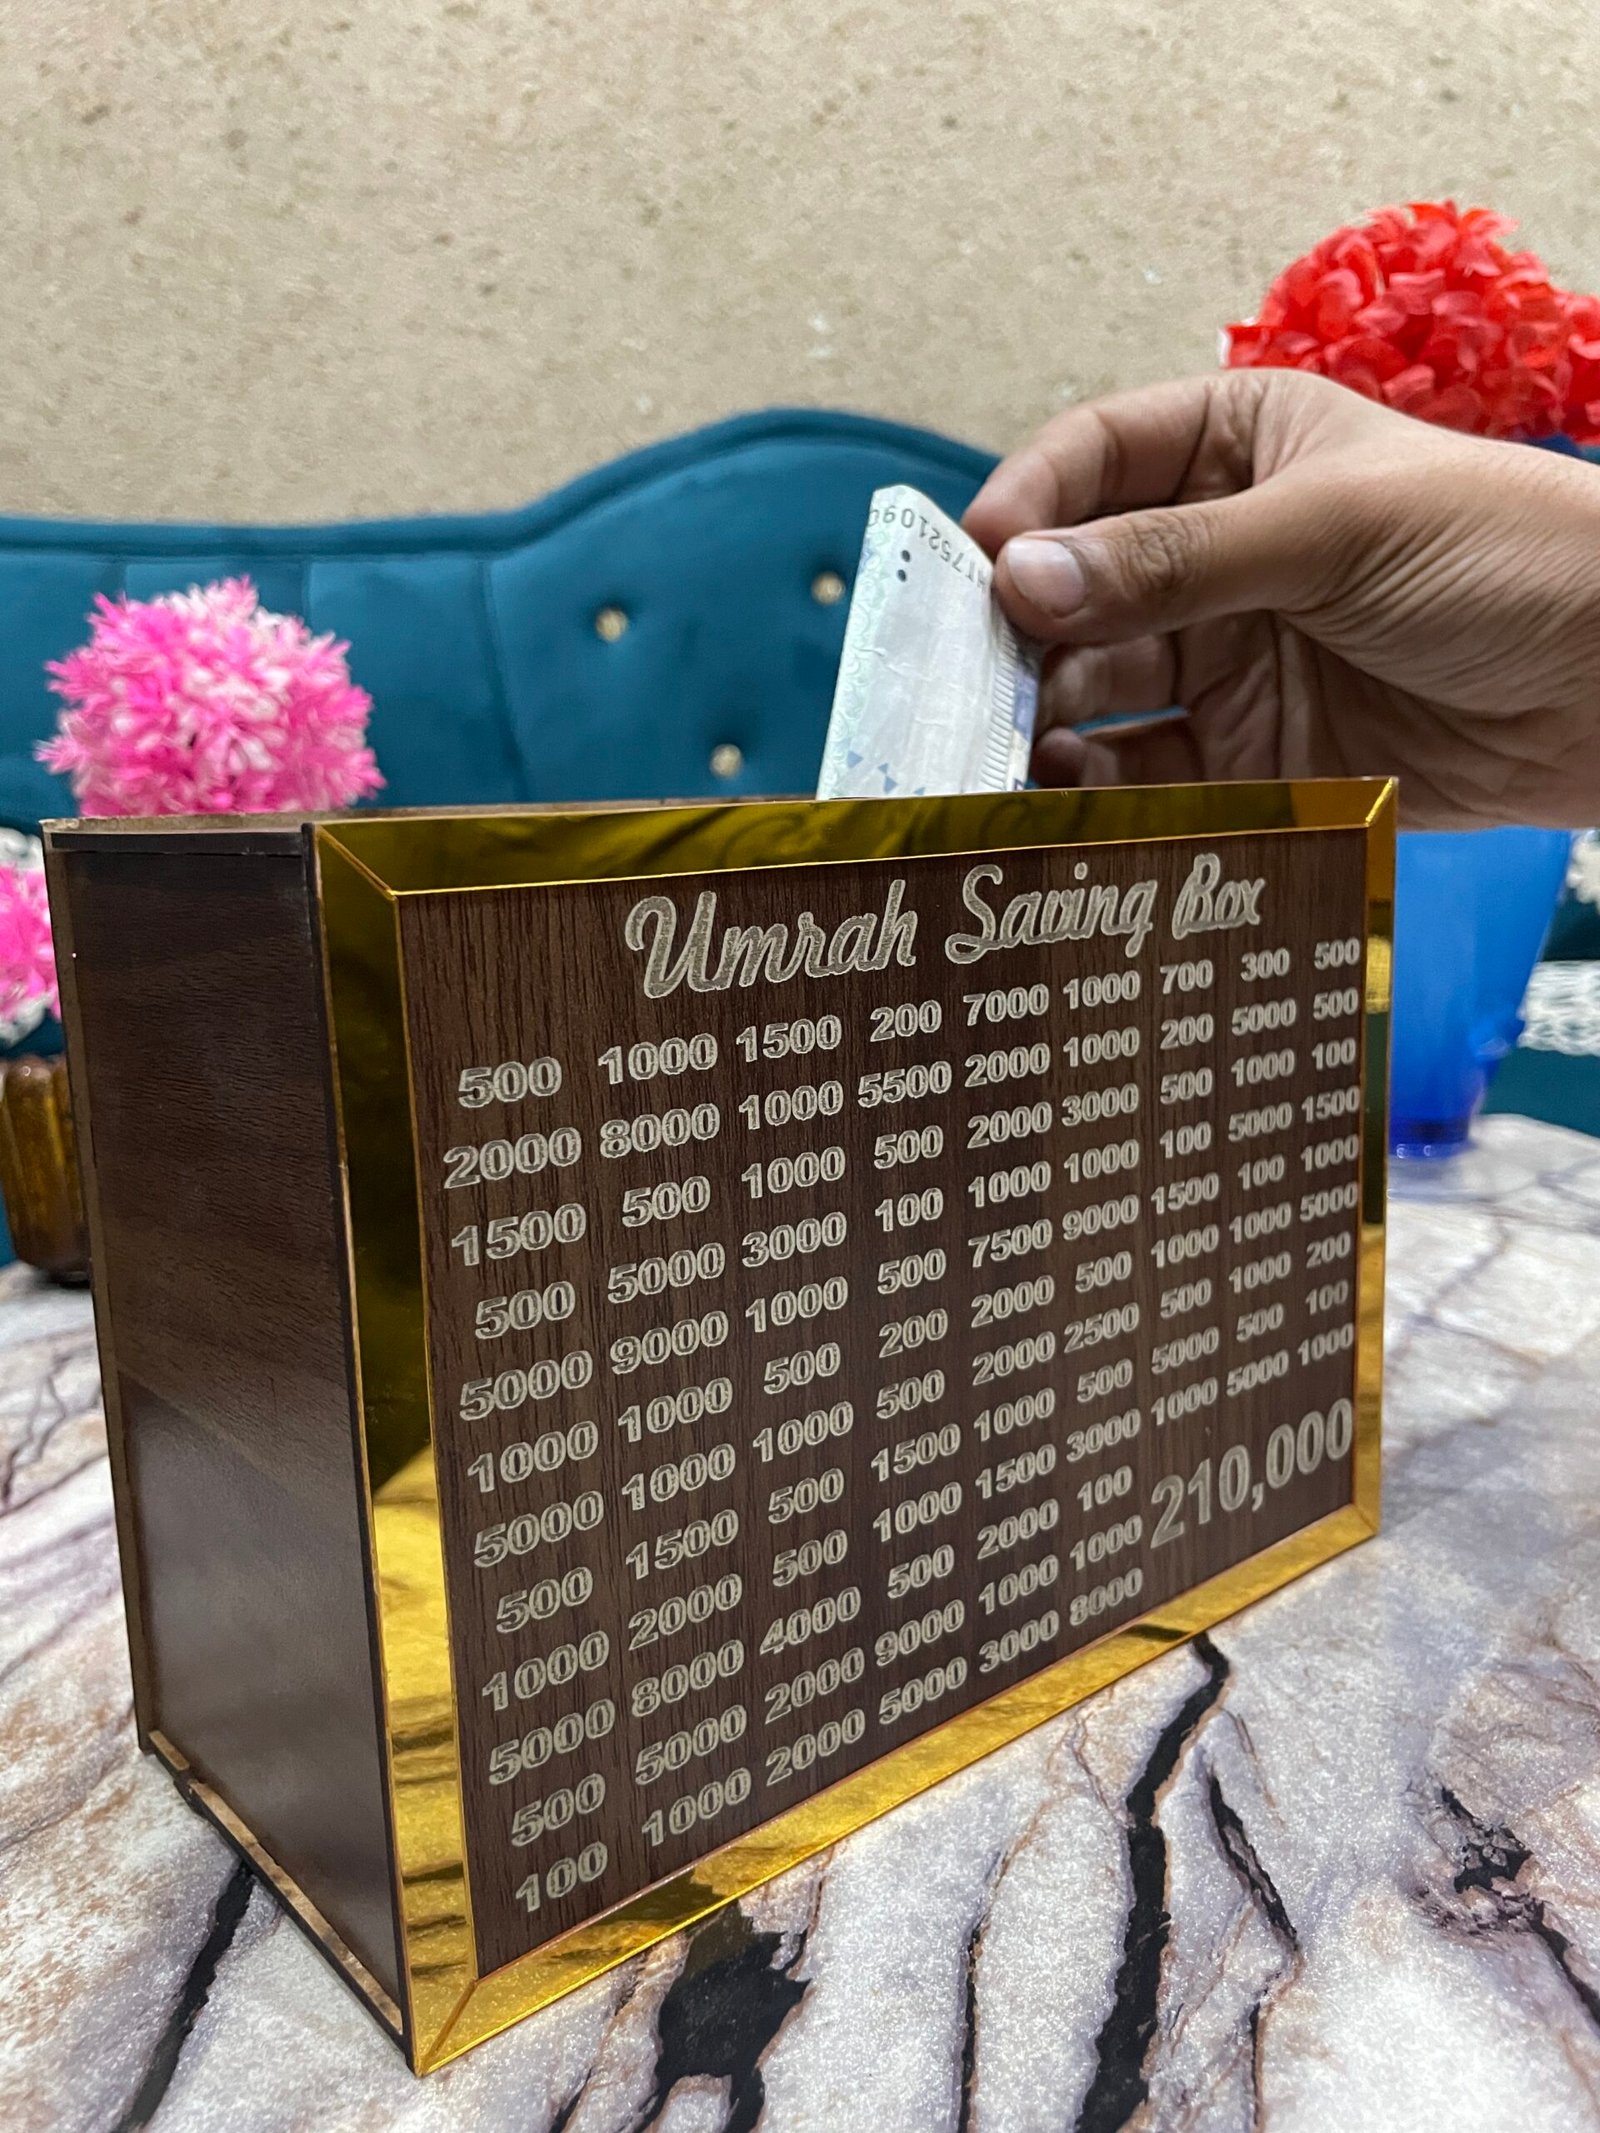 Umrah Saving Box
500 1000 1500 200 7000 1000 700 300 500
2000 8000 1000 5500 2000 1000 200 5000 500
1500 500 1000 500 2000 3000 500 1000 100
500 5000 3000 100 1000 1000 100 5000 1500
5000 9000 1000 500 7500 9000 1500 100 1000
1000 1000 500 200 2000 500 1000 1000 5000
5000 1000 1000 500 2000 2500 500 1000 200
500 1500 500 1500 1000 500 5000 500 100
1000 2000 500 1000 1500 3000 1000 5000 1000
5000 8000 4000 500 2000 100 210,000
500 5000 2000 9000 1000 1000
100 1000 2000 5000 3000 8000